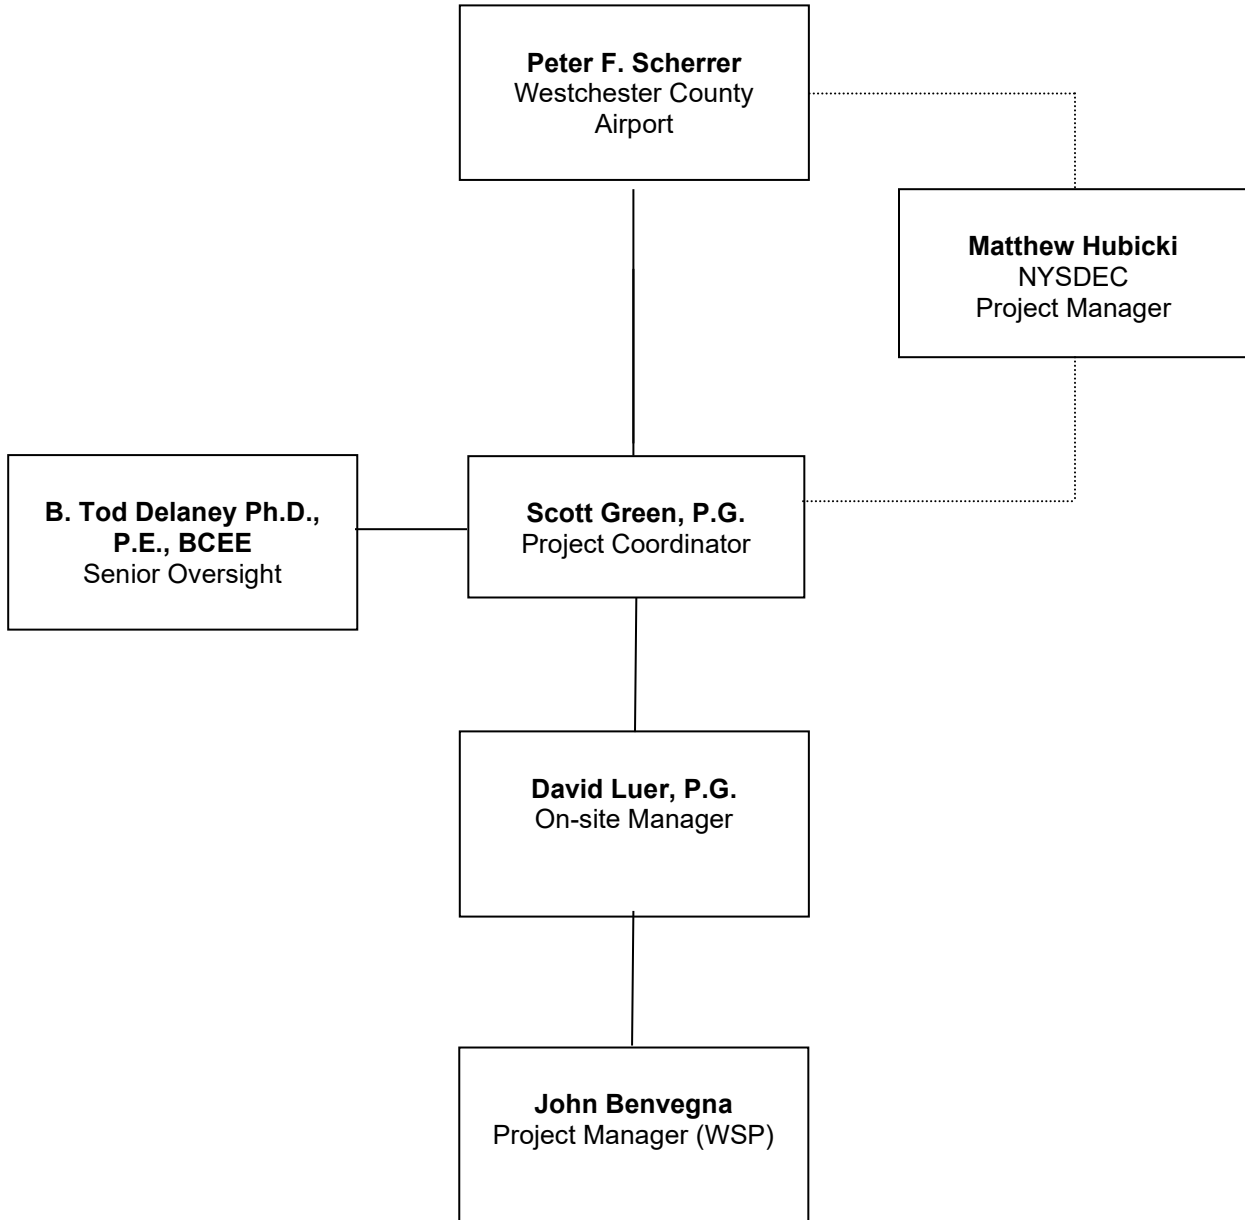 Peter F. Scherrer
Westchester County
Airport
Matthew Hubicki
NYSDEC
Project Manager
B. Tod Delaney Ph.D.,
P.E., BCEE
Senior Oversight
Scott Green, P.G.
Project Coordinator
David Luer, P.G.
On-site Manager
John Benvegna
Project Manager (WSP)